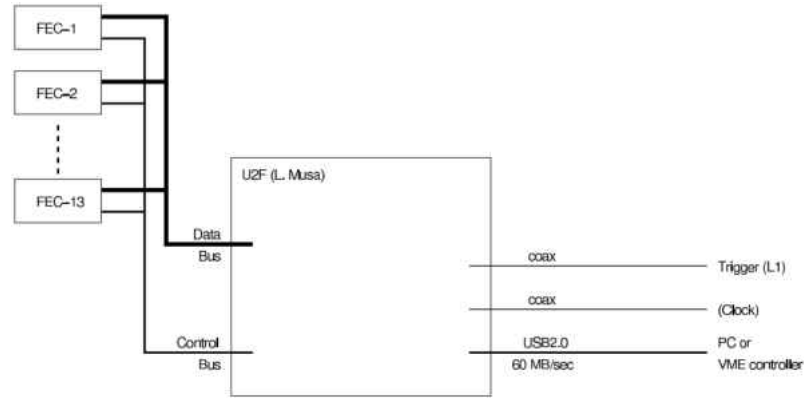 FEC–1
FEC–2
FEC–13
U2F (L. Musa)
Data
Bus
Control
Bus
coax
Trigger (L1)
coax
(Clock)
USB2.0
60 MB/sec
PC or
VME controller